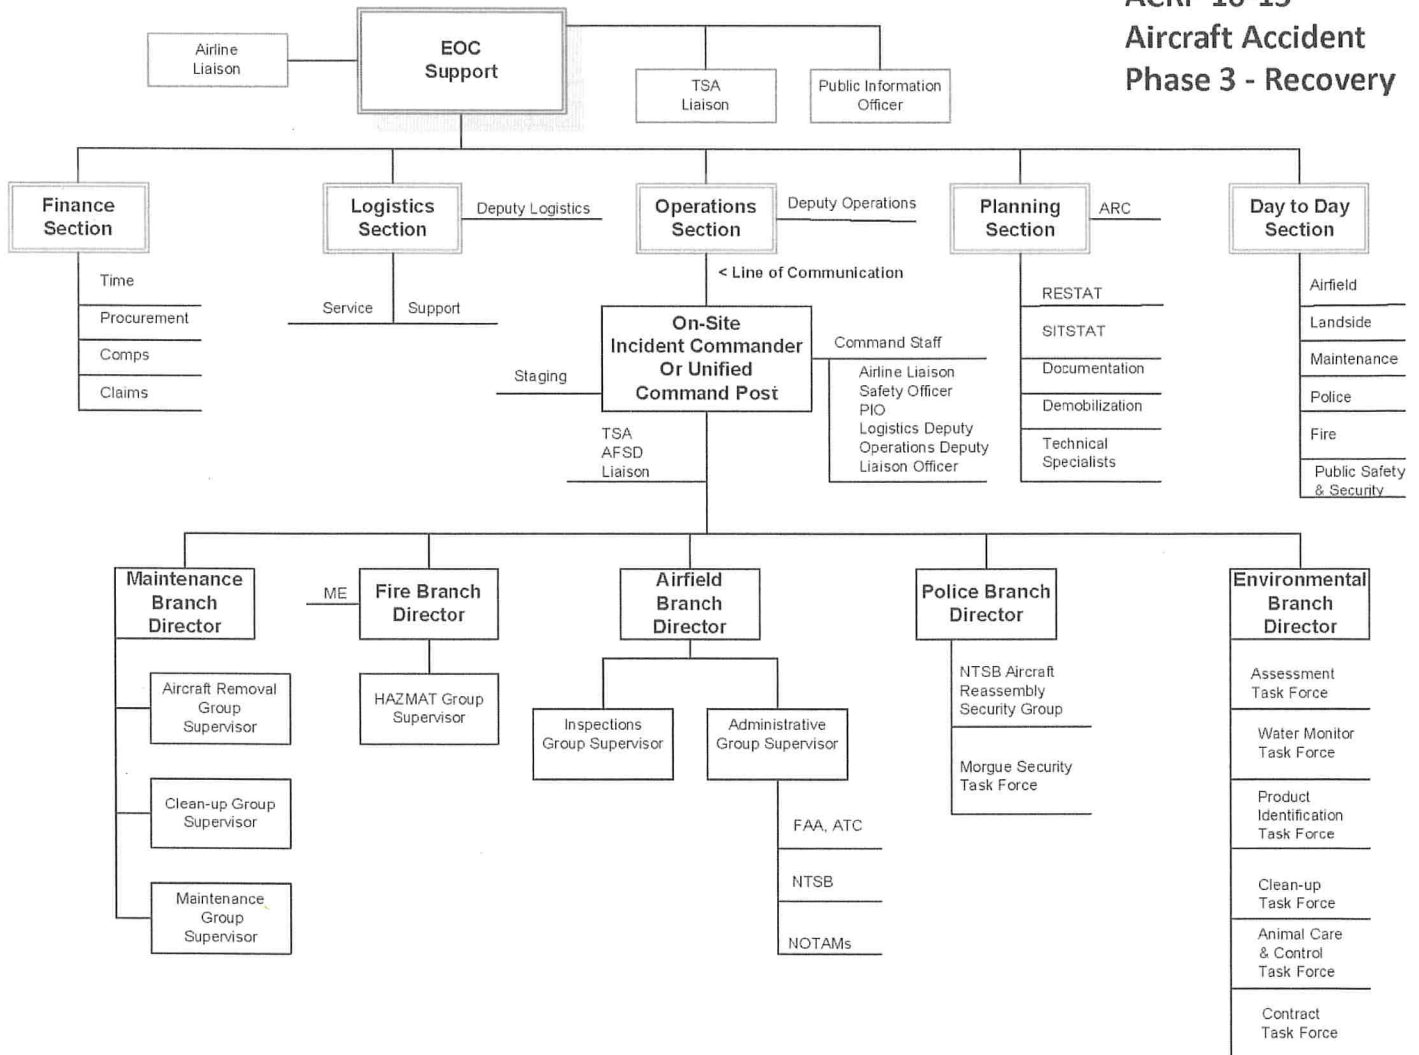 Aircraft Accident
Phase 3 - Recovery
EOC
Support
Airline
Liaison
TSA
Liaison
Public Information
Officer
Finance
Section
Logistics
Section
Deputy Logistics
Operations
Section
Deputy Operations
Planning
Section
ARC
Day to Day
Section
Time
Procurement
Comps
Claims
Service
Support
< Line of Communication
On-Site
Incident Commander
Or Unified
Command Post
Staging
TSA
AFSD
Liaison
Command Staff
Airline Liaison
Safety Officer
PIO
Logistics Deputy
Operations Deputy
Liaison Officer
RESTAT
SITSTAT
Documentation
Demobilization
Technical
Specialists
Airfield
Landside
Maintenance
Police
Fire
Public Safety
& Security
Maintenance
Branch
Director
ME
Fire Branch
Director
Airfield
Branch
Director
Police Branch
Director
Environmental
Branch
Director
Aircraft Removal
Group
Supervisor
Clean-up Group
Supervisor
Maintenance
Group
Supervisor
HAZMAT Group
Supervisor
Inspections
Group Supervisor
Administrative
Group Supervisor
FAA, ATC
NTSB
NOTAMs
NTSB Aircraft
Reassembly
Security Group
Morgue Security
Task Force
Assessment
Task Force
Water Monitor
Task Force
Product
Identification
Task Force
Clean-up
Task Force
Animal Care
& Control
Task Force
Contract
Task Force